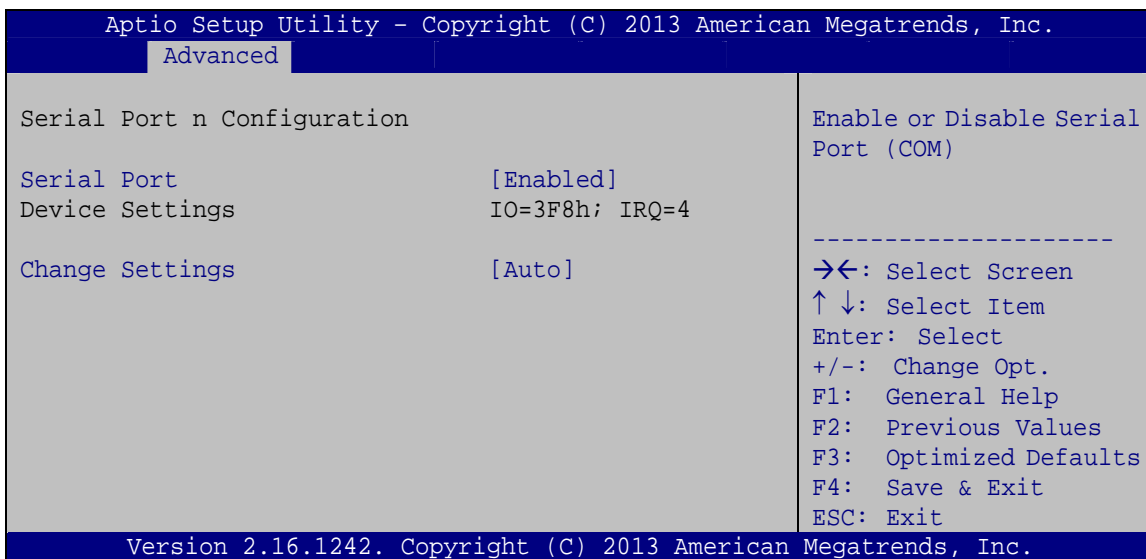 Aptio Setup Utility – Copyright (C) 2013 American Megatrends, Inc.
Advanced
Serial Port n Configuration
Serial Port [Enabled]
Device Settings IO=3F8h; IRQ=4
Change Settings [Auto]
Enable or Disable Serial
Port (COM)
---------------------
→←: Select Screen
↑ ↓: Select Item
Enter: Select
+/-: Change Opt.
F1: General Help
F2: Previous Values
F3: Optimized Defaults
F4: Save & Exit
ESC: Exit
Version 2.16.1242. Copyright (C) 2013 American Megatrends, Inc.